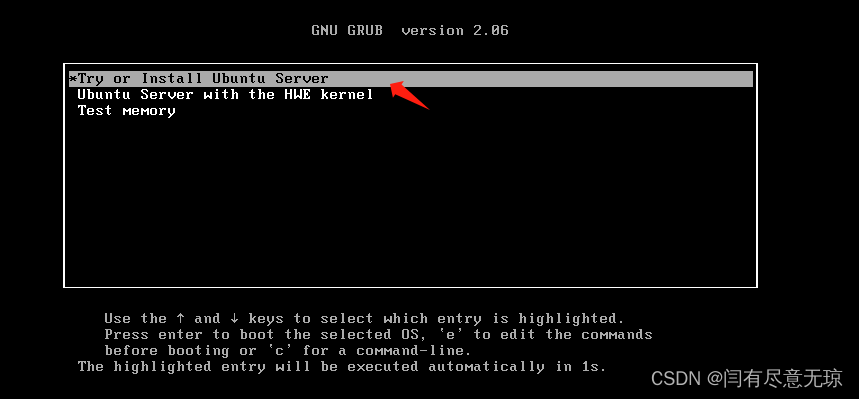 GNU GRUB  version 2.06
*Try or Install Ubuntu Server
Ubuntu Server with the HWE kernel
Test memory
Use the ↑ and ↓ keys to select which entry is highlighted.
Press enter to boot the selected OS, `e' to edit the commands
before booting or `c' for a command-line.
The highlighted entry will be executed automatically in 1s.
CSDN @闫有尽意无琼